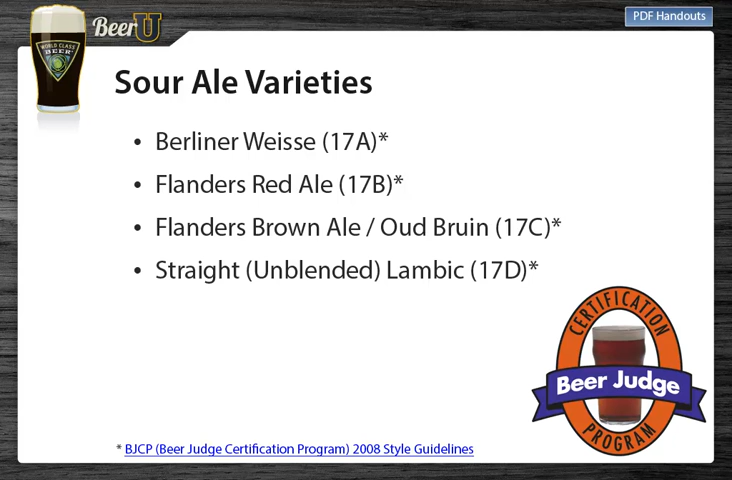 BeerU
PDF Handouts
WORLD CLASS
BEER
Sour Ale Varieties
• Berliner Weisse (17A)*
• Flanders Red Ale (17B)*
• Flanders Brown Ale / Oud Bruin (17C)*
• Straight (Unblended) Lambic (17D)*
CERTIFICATION
Beer Judge
PROGRAM
* BJCP (Beer Judge Certification Program) 2008 Style Guidelines